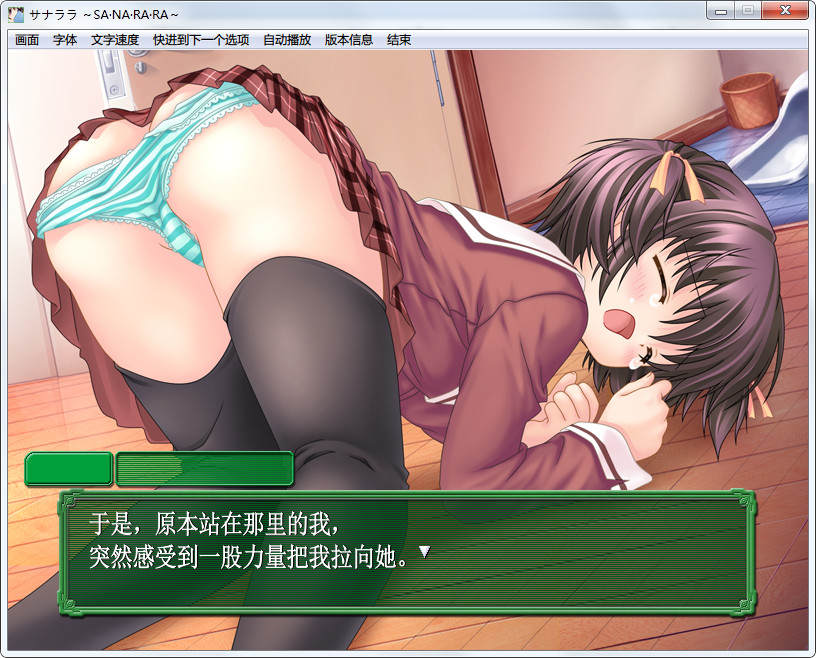 サナララ ～SA・NA・RA・RA～
画面 字体 文字速度 快进到下一个选项 自动播放 版本信息 结束
于是，原本站在那里的我，
突然感受到一股力量把我拉向她。